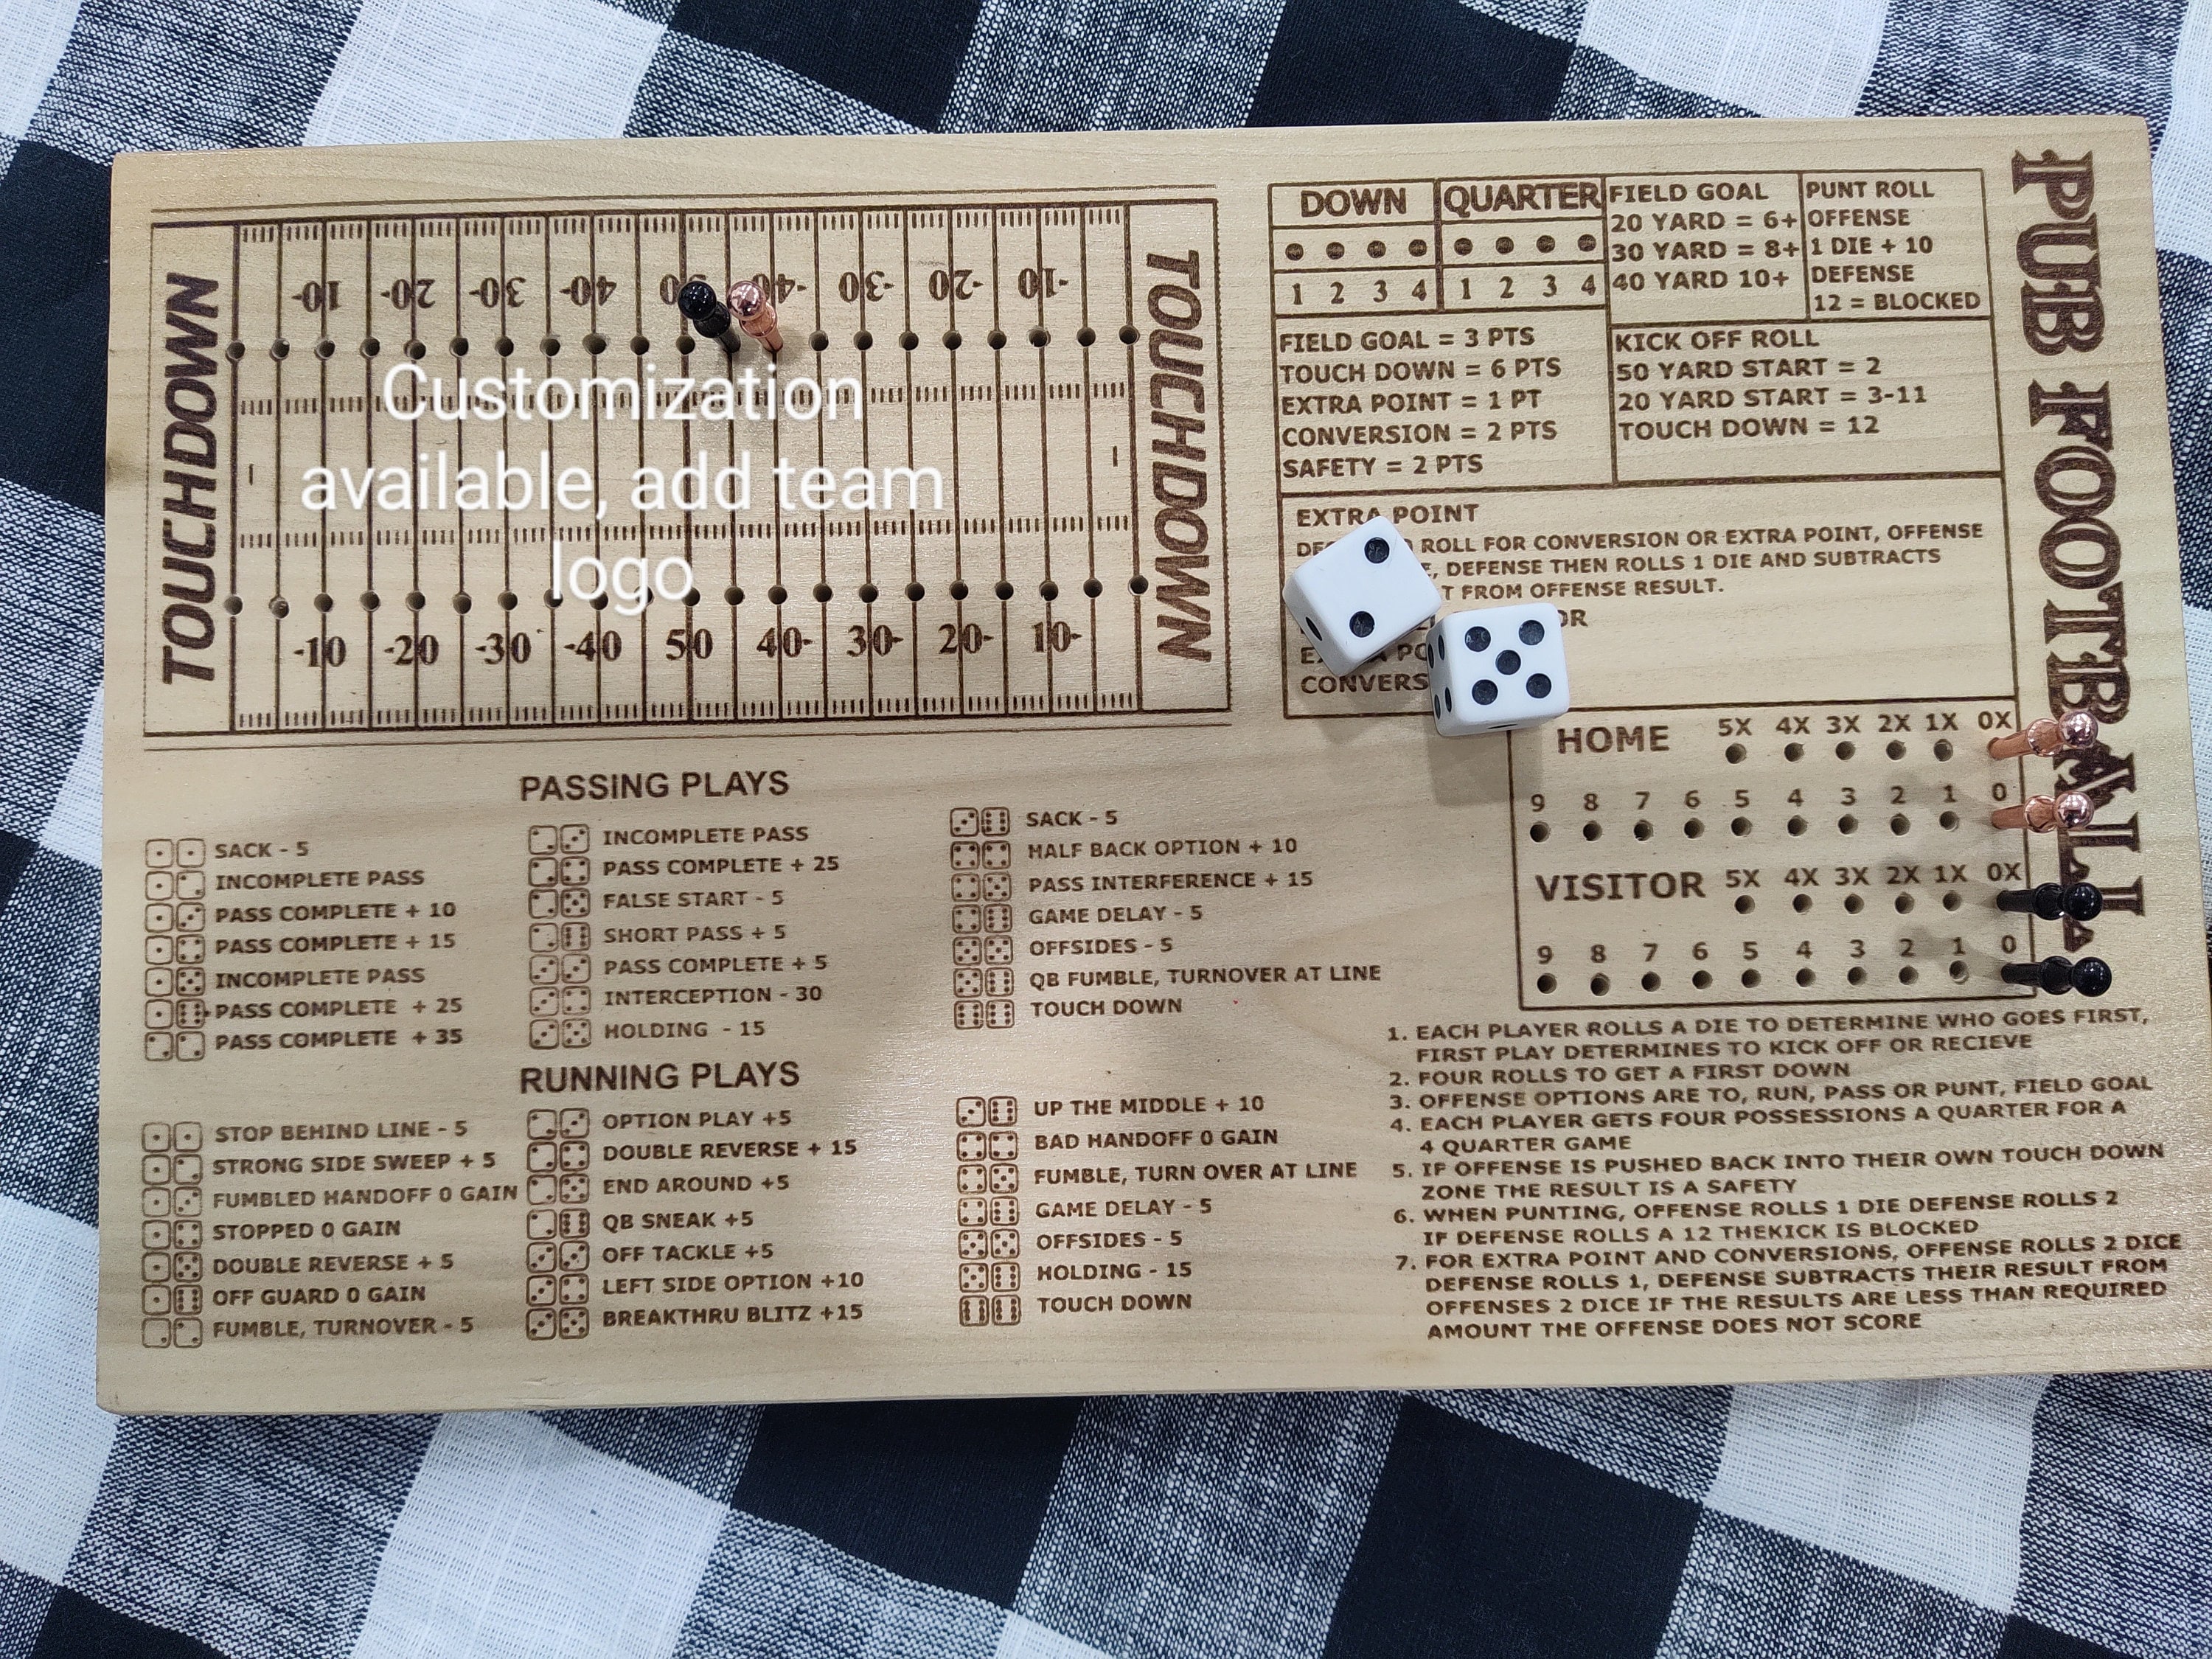 PUB FOOTBALL
TOUCHDOWN
10 20 30 40 40 30 20 10
TOUCHDOWN
Customization
available, add team
logo
-10 -20 -30 -40 50 40- 30- 20- 10-
DOWN
1 2 3 4
QUARTER
1 2 3 4
FIELD GOAL
20 YARD = 6+
30 YARD = 8+
40 YARD 10+
PUNT ROLL
OFFENSE
1 DIE + 10
DEFENSE
12 = BLOCKED
FIELD GOAL = 3 PTS
TOUCH DOWN = 6 PTS
EXTRA POINT = 1 PT
CONVERSION = 2 PTS
SAFETY = 2 PTS
KICK OFF ROLL
50 YARD START = 2
20 YARD START = 3-11
TOUCH DOWN = 12
EXTRA POINT
ROLL FOR CONVERSION OR EXTRA POINT, OFFENSE
DEFENSE THEN ROLLS 1 DIE AND SUBTRACTS
FROM OFFENSE RESULT.
HOME 5X 4X 3X 2X 1X 0X
9 8 7 6 5 4 3 2 1 0
VISITOR 5X 4X 3X 2X 1X 0X
9 8 7 6 5 4 3 2 1 0
PASSING PLAYS
SACK - 5
INCOMPLETE PASS
PASS COMPLETE + 10
PASS COMPLETE + 15
INCOMPLETE PASS
PASS COMPLETE + 25
PASS COMPLETE + 35
INCOMPLETE PASS
PASS COMPLETE + 25
FALSE START - 5
SHORT PASS + 5
PASS COMPLETE + 5
INTERCEPTION - 30
HOLDING - 15
SACK - 5
HALF BACK OPTION + 10
PASS INTERFERENCE + 15
GAME DELAY - 5
OFFSIDES - 5
QB FUMBLE, TURNOVER AT LINE
TOUCH DOWN
RUNNING PLAYS
STOP BEHIND LINE - 5
STRONG SIDE SWEEP + 5
FUMBLED HANDOFF 0 GAIN
STOPPED 0 GAIN
DOUBLE REVERSE + 5
OFF GUARD 0 GAIN
FUMBLE, TURNOVER - 5
OPTION PLAY +5
DOUBLE REVERSE + 15
END AROUND +5
QB SNEAK +5
OFF TACKLE +5
LEFT SIDE OPTION +10
BREAKTHRU BLITZ +15
UP THE MIDDLE + 10
BAD HANDOFF 0 GAIN
FUMBLE, TURN OVER AT LINE
GAME DELAY - 5
OFFSIDES - 5
HOLDING - 15
TOUCH DOWN
1. EACH PLAYER ROLLS A DIE TO DETERMINE WHO GOES FIRST,
FIRST PLAY DETERMINES TO KICK OFF OR RECIEVE
2. FOUR ROLLS TO GET A FIRST DOWN
3. OFFENSE OPTIONS ARE TO, RUN, PASS OR PUNT, FIELD GOAL
4. EACH PLAYER GETS FOUR POSSESSIONS A QUARTER FOR A
4 QUARTER GAME
5. IF OFFENSE IS PUSHED BACK INTO THEIR OWN TOUCH DOWN
ZONE THE RESULT IS A SAFETY
6. WHEN PUNTING, OFFENSE ROLLS 1 DIE DEFENSE ROLLS 2
IF DEFENSE ROLLS A 12 THEKICK IS BLOCKED
7. FOR EXTRA POINT AND CONVERSIONS, OFFENSE ROLLS 2 DICE
DEFENSE ROLLS 1, DEFENSE SUBTRACTS THEIR RESULT FROM
OFFENSES 2 DICE IF THE RESULTS ARE LESS THAN REQUIRED
AMOUNT THE OFFENSE DOES NOT SCORE